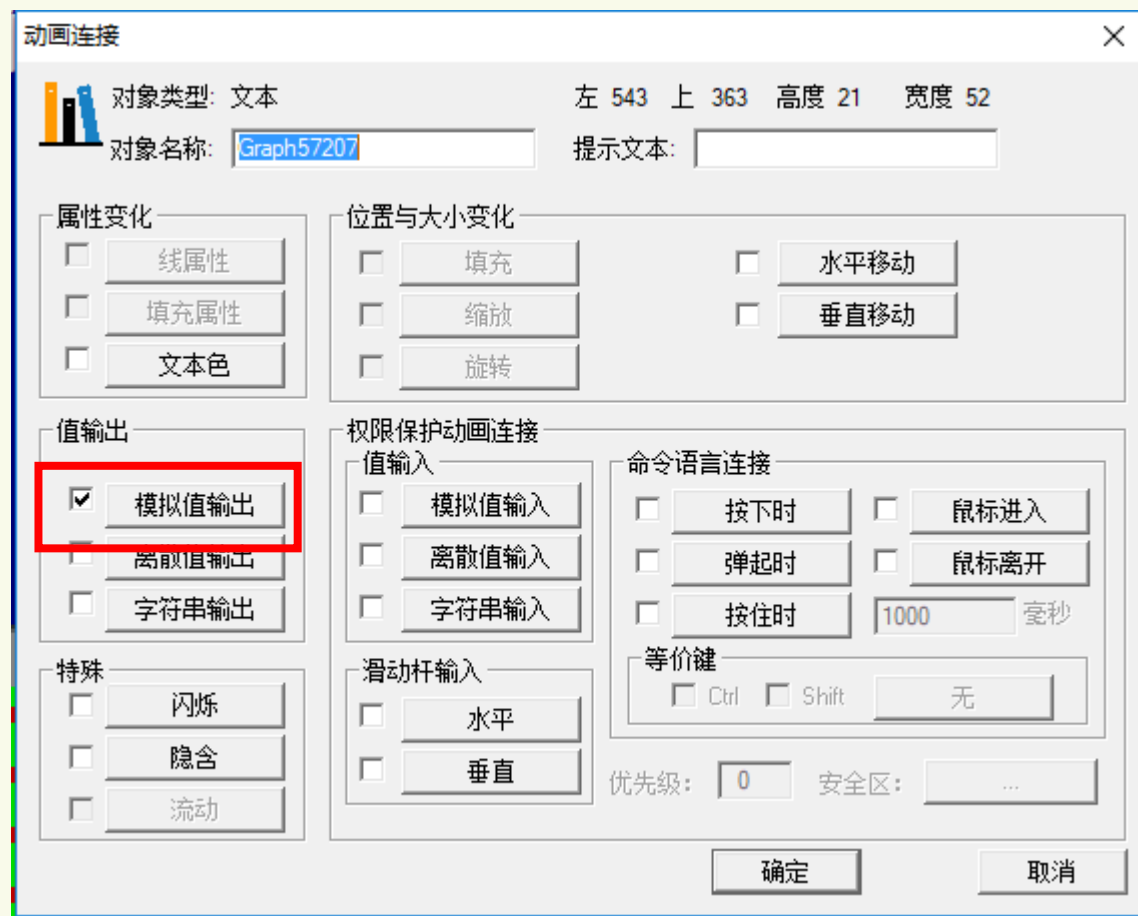 动画连接
对象类型: 文本 左 543 上 363 高度 21 宽度 52
对象名称: Graph57207 提示文本:
属性变化
线属性
填充属性
文本色
位置与大小变化
填充 水平移动
缩放 垂直移动
旋转
值输出
模拟值输出
离散值输出
字符串输出
权限保护动画连接
值输入
模拟值输入
离散值输入
字符串输入
命令语言连接
按下时 鼠标进入
弹起时 鼠标离开
按住时 1000 毫秒
等价键
Ctrl Shift 无
特殊
闪烁
隐含
流动
滑动杆输入
水平
垂直
优先级: 0 安全区: ...
确定 取消